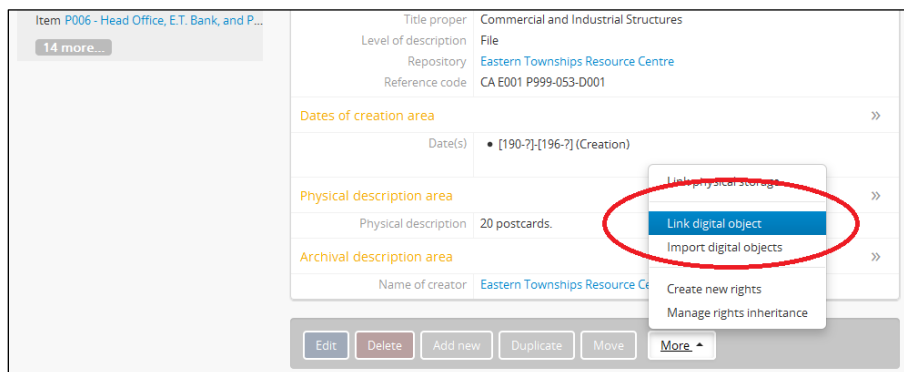 Item P006 - Head Office, E.T. Bank, and P...
14 more...
Title proper Commercial and Industrial Structures
Level of description File
Repository Eastern Townships Resource Centre
Reference code CA E001 P999-053-D001
Dates of creation area »
Date(s) • [190-?]-[196-?] (Creation)
Physical description area »
Physical description 20 postcards.
Archival description area »
Name of creator Eastern Townships Resource Ce
Link physical storage
Link digital object
Import digital objects
Create new rights
Manage rights inheritance
Edit Delete Add new Duplicate Move More